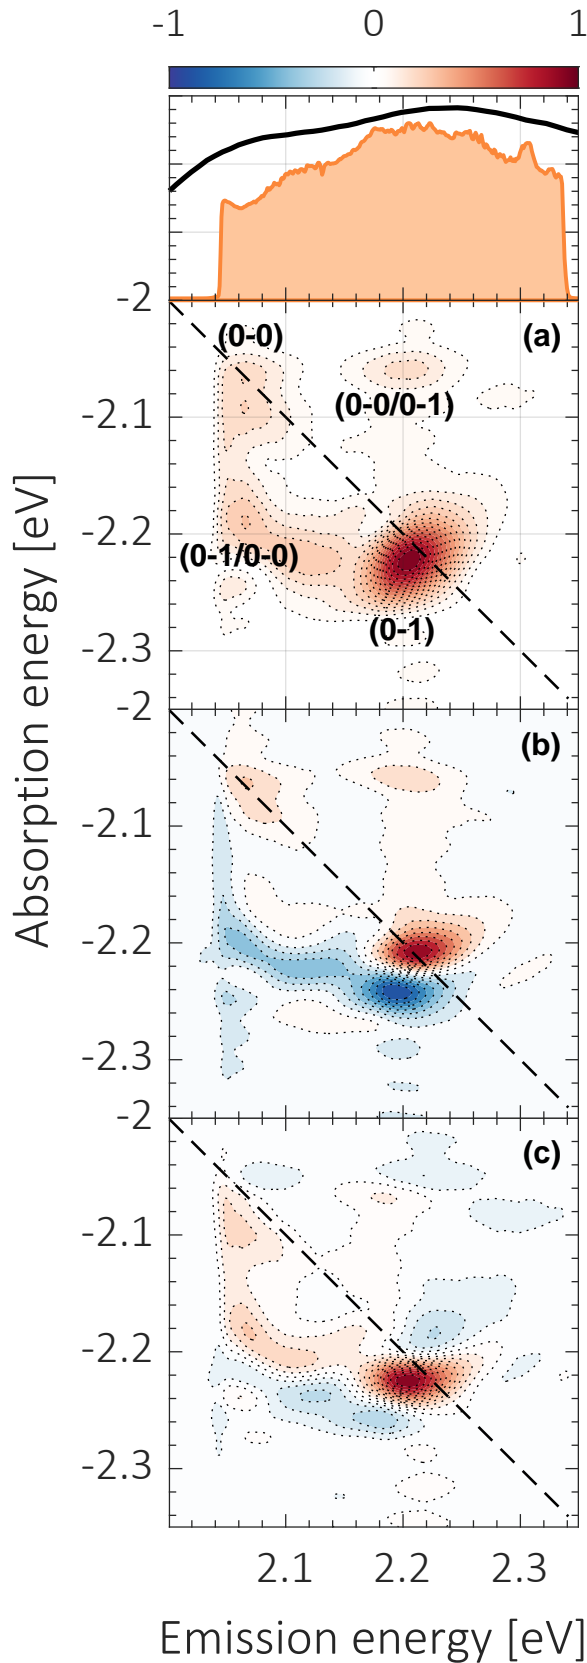 -1 0 1
-2
(0-0)
(a)
(0-0/0-1)
-2.1
-2.2
(0-1/0-0)
(0-1)
-2.3
-2
(b)
-2.1
-2.2
-2.3
-2
(c)
-2.1
-2.2
-2.3
Absorption energy [eV]
2.1 2.2 2.3
Emission energy [eV]